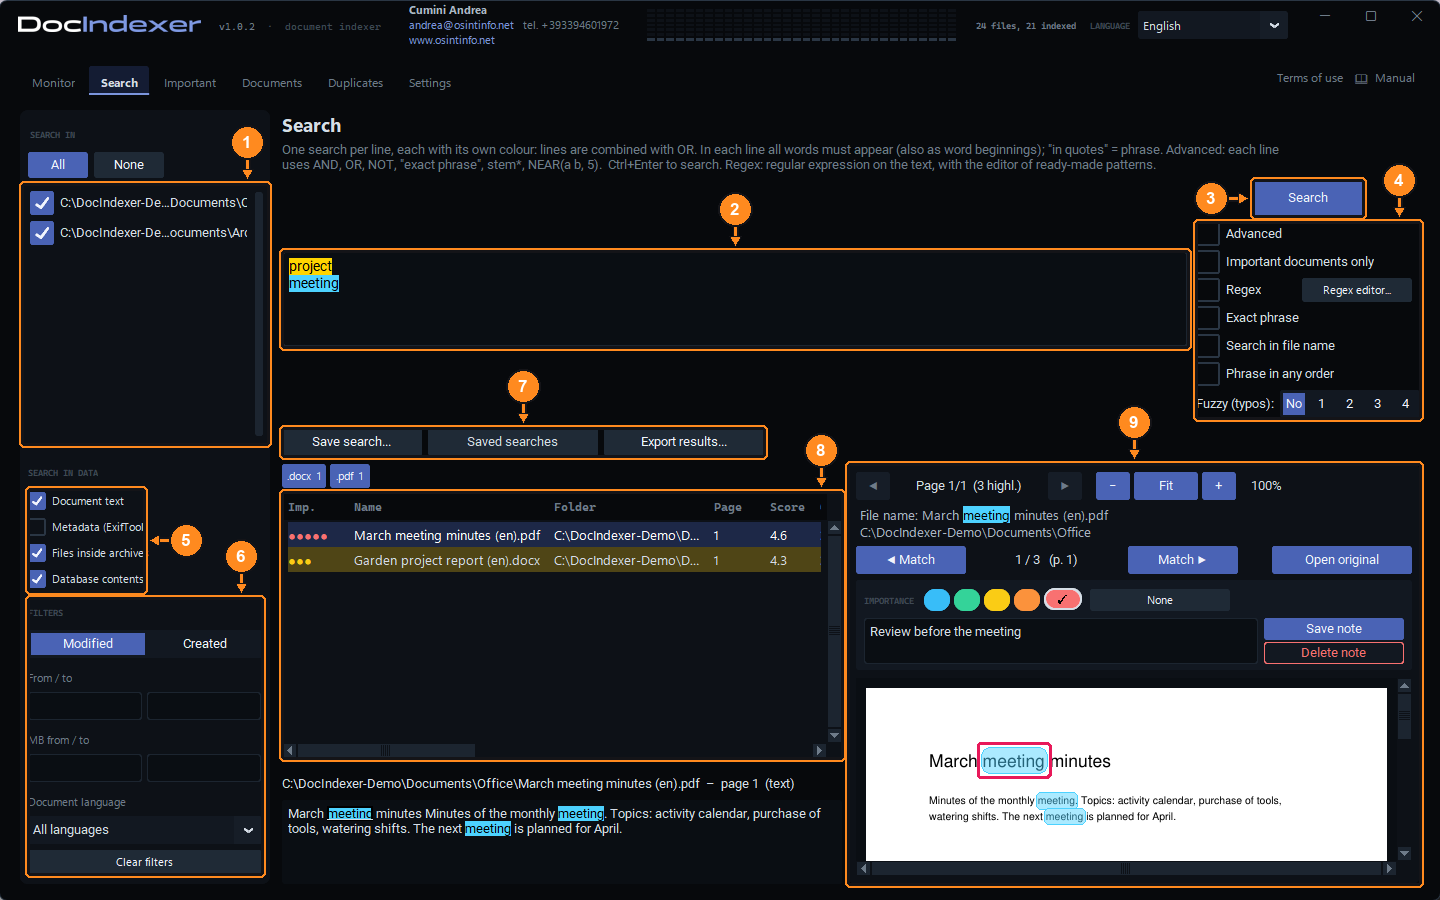 DocIndexer v1.0.2 · document indexer
Cumini Andrea
andrea@osintinfo.net tel. +393394601972
www.osintinfo.net
24 files, 21 indexed LANGUAGE English
Monitor Search Important Documents Duplicates Settings
Terms of use Manual
SEARCH IN
1
All None
C:\DocIndexer-De...Documents\C
C:\DocIndexer-De...ocuments\Arc
Search
One search per line, each with its own colour: lines are combined with OR. In each line all words must appear (also as word beginnings); "in quotes" = phrase. Advanced: each line
uses AND, OR, NOT, "exact phrase", stem*, NEAR(a b, 5). Ctrl+Enter to search. Regex: regular expression on the text, with the editor of ready-made patterns.
2
project
meeting
3
Search
4
Advanced
Important documents only
Regex Regex editor...
Exact phrase
Search in file name
Phrase in any order
Fuzzy (typos): No 1 2 3 4
SEARCH IN DATA
Document text
Metadata (ExifTool
Files inside archive
Database contents
5
6
FILTERS
Modified Created
From / to
MB from / to
Document language
All languages
Clear filters
7
Save search... Saved searches Export results...
8
.docx 1 .pdf 1
Imp. Name Folder Page Score
March meeting minutes (en).pdf C:\DocIndexer-Demo\D... 1 4.6
Garden project report (en).docx C:\DocIndexer-Demo\D... 1 4.3
C:\DocIndexer-Demo\Documents\Office\March meeting minutes (en).pdf – page 1 (text)
March meeting minutes Minutes of the monthly meeting. Topics: activity calendar, purchase of
tools, watering shifts. The next meeting is planned for April.
9
Page 1/1 (3 highl.) − Fit + 100%
File name: March meeting minutes (en).pdf
C:\DocIndexer-Demo\Documents\Office
Match 1 / 3 (p. 1) Match Open original
IMPORTANCE None
Review before the meeting
Save note
Delete note
March meeting minutes
Minutes of the monthly meeting. Topics: activity calendar, purchase of tools,
watering shifts. The next meeting is planned for April.